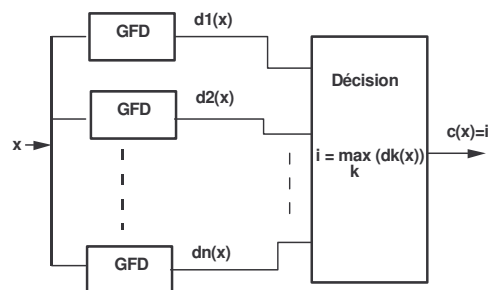 d1(x)
GFD
Décision
d2(x)
GFD
c(x)=i
x
i = max (dk(x))
k
dn(x)
GFD